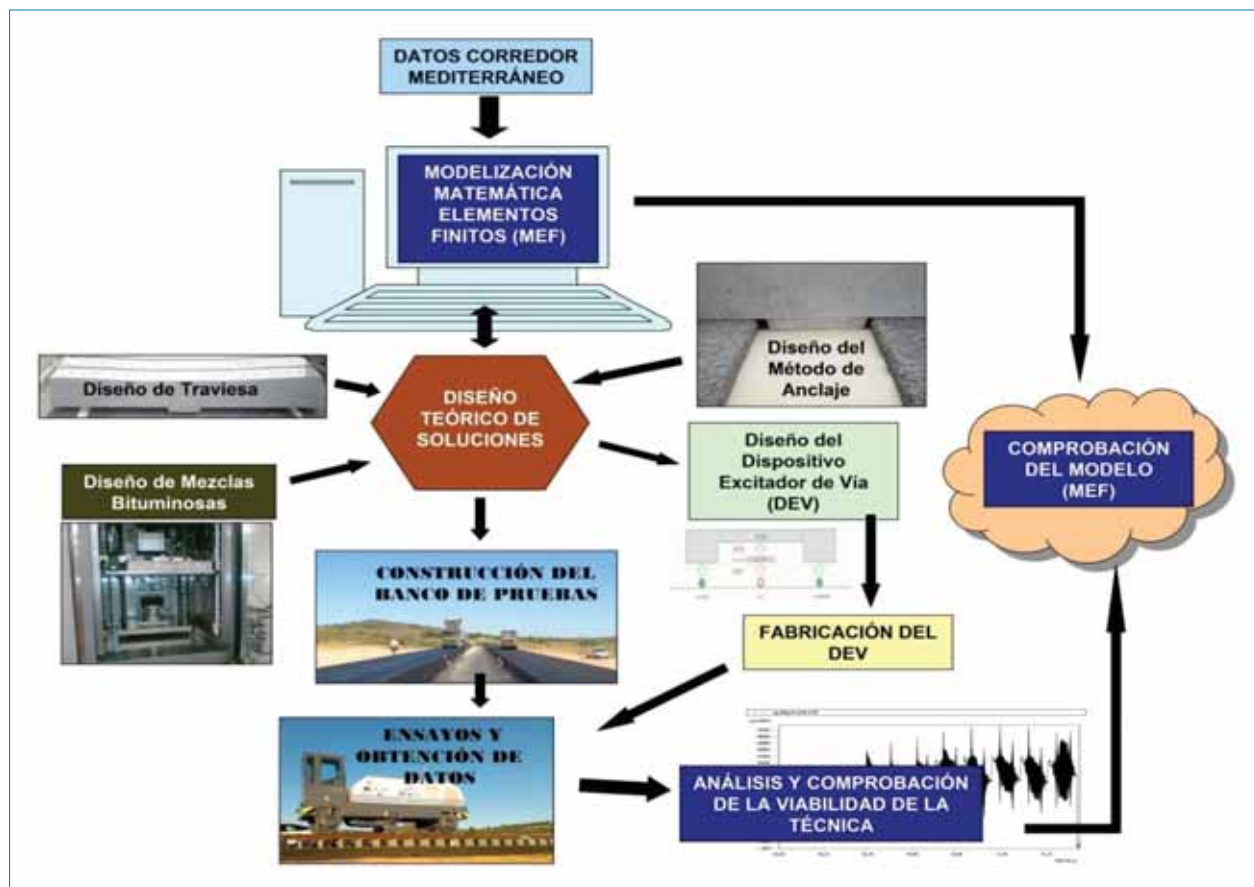 DATOS CORREDOR
MEDITERRÁNEO
MODELIZACIÓN
MATEMÁTICA
ELEMENTOS
FINITOS (MEF)
Diseño de Traviesa
Diseño del
Método de
Anclaje
DISEÑO
TEÓRICO DE
SOLUCIONES
Diseño de Mezclas
Bituminosas
Diseño del
Dispositivo
Excitador de Vía
(DEV)
COMPROBACIÓN
DEL MODELO
(MEF)
CONSTRUCCIÓN DEL
BANCO DE PRUEBAS
FABRICACIÓN DEL
DEV
ENSAYOS Y
OBTENCIÓN DE
DATOS
ANÁLISIS Y COMPROBACIÓN
DE LA VIABILIDAD DE LA
TÉCNICA